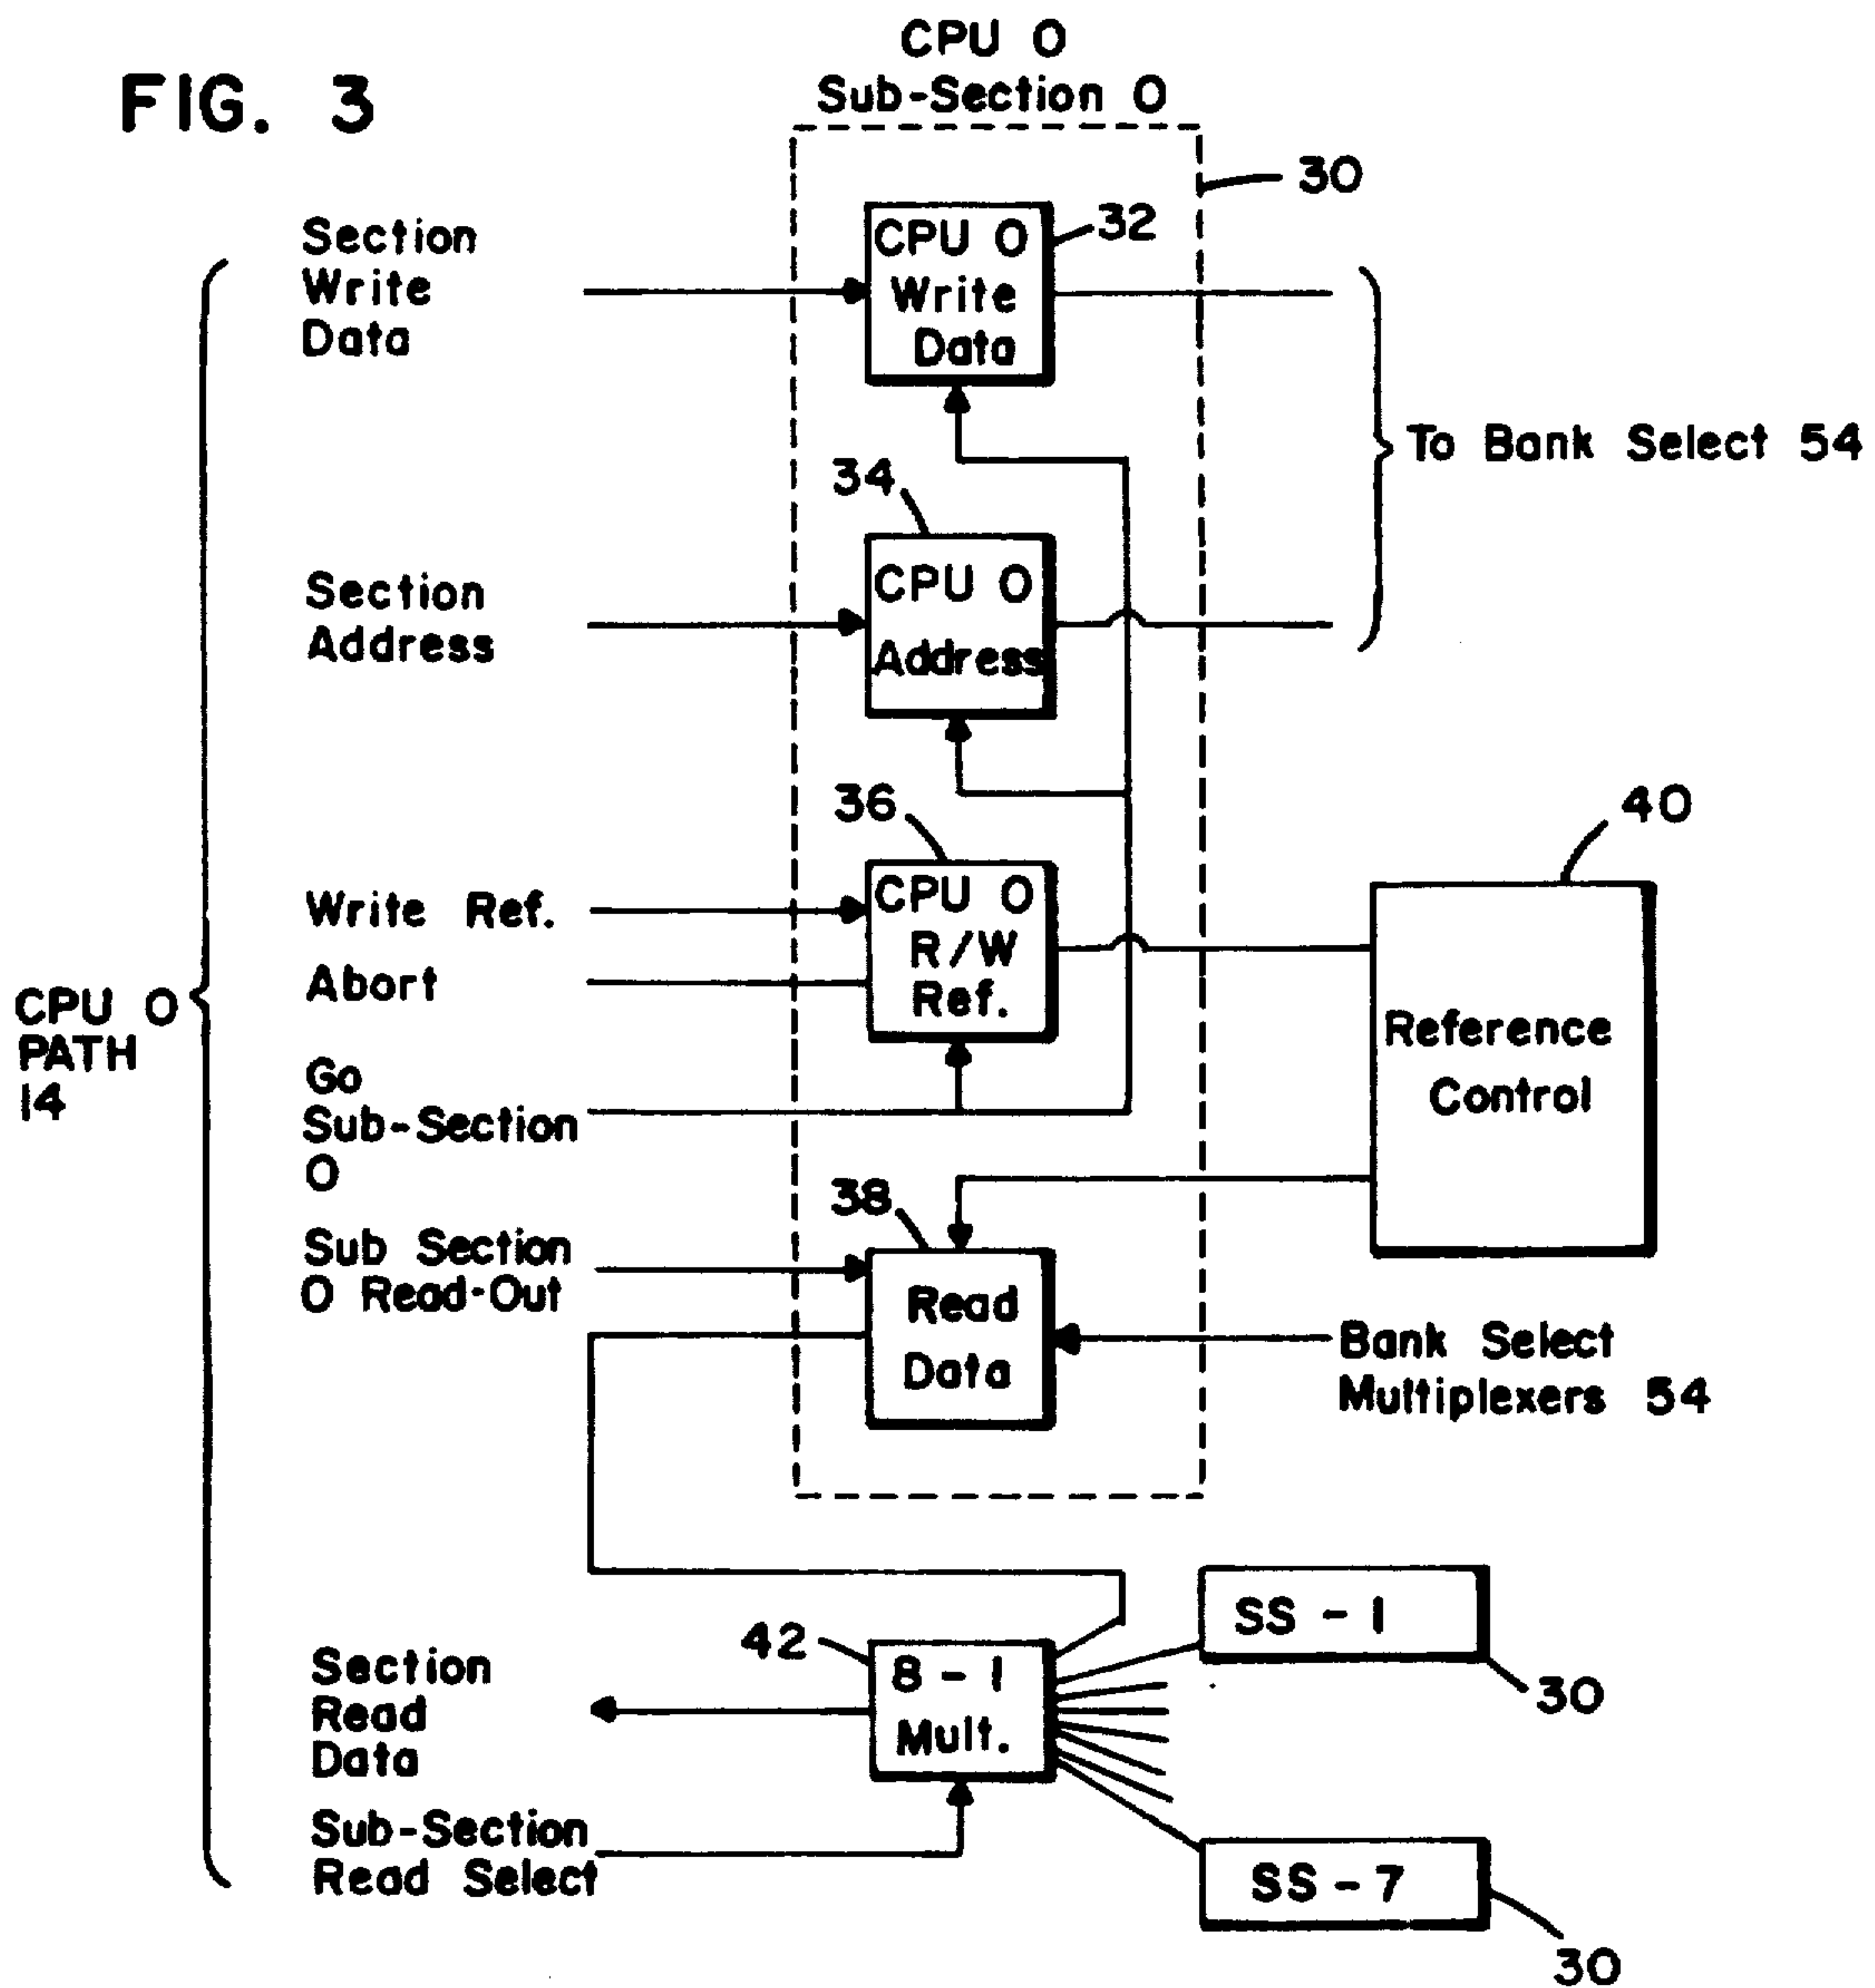 FIG. 3
CPU 0
Sub-Section 0
30
Section
Write
Data
CPU 0
Write
Data
32
To Bank Select 54
34
Section
Address
CPU 0
Address
36
40
Write Ref.
Abort
CPU 0
R/W
Ref.
CPU 0
PATH
14
Reference
Control
Go
Sub-Section
0
38
Sub Section
0 Read-Out
Read
Data
Bank Select
Multiplexers 54
SS - 1
30
42
Section
Read
Data
8 - 1
Mult.
Sub-Section
Read Select
SS - 7
30